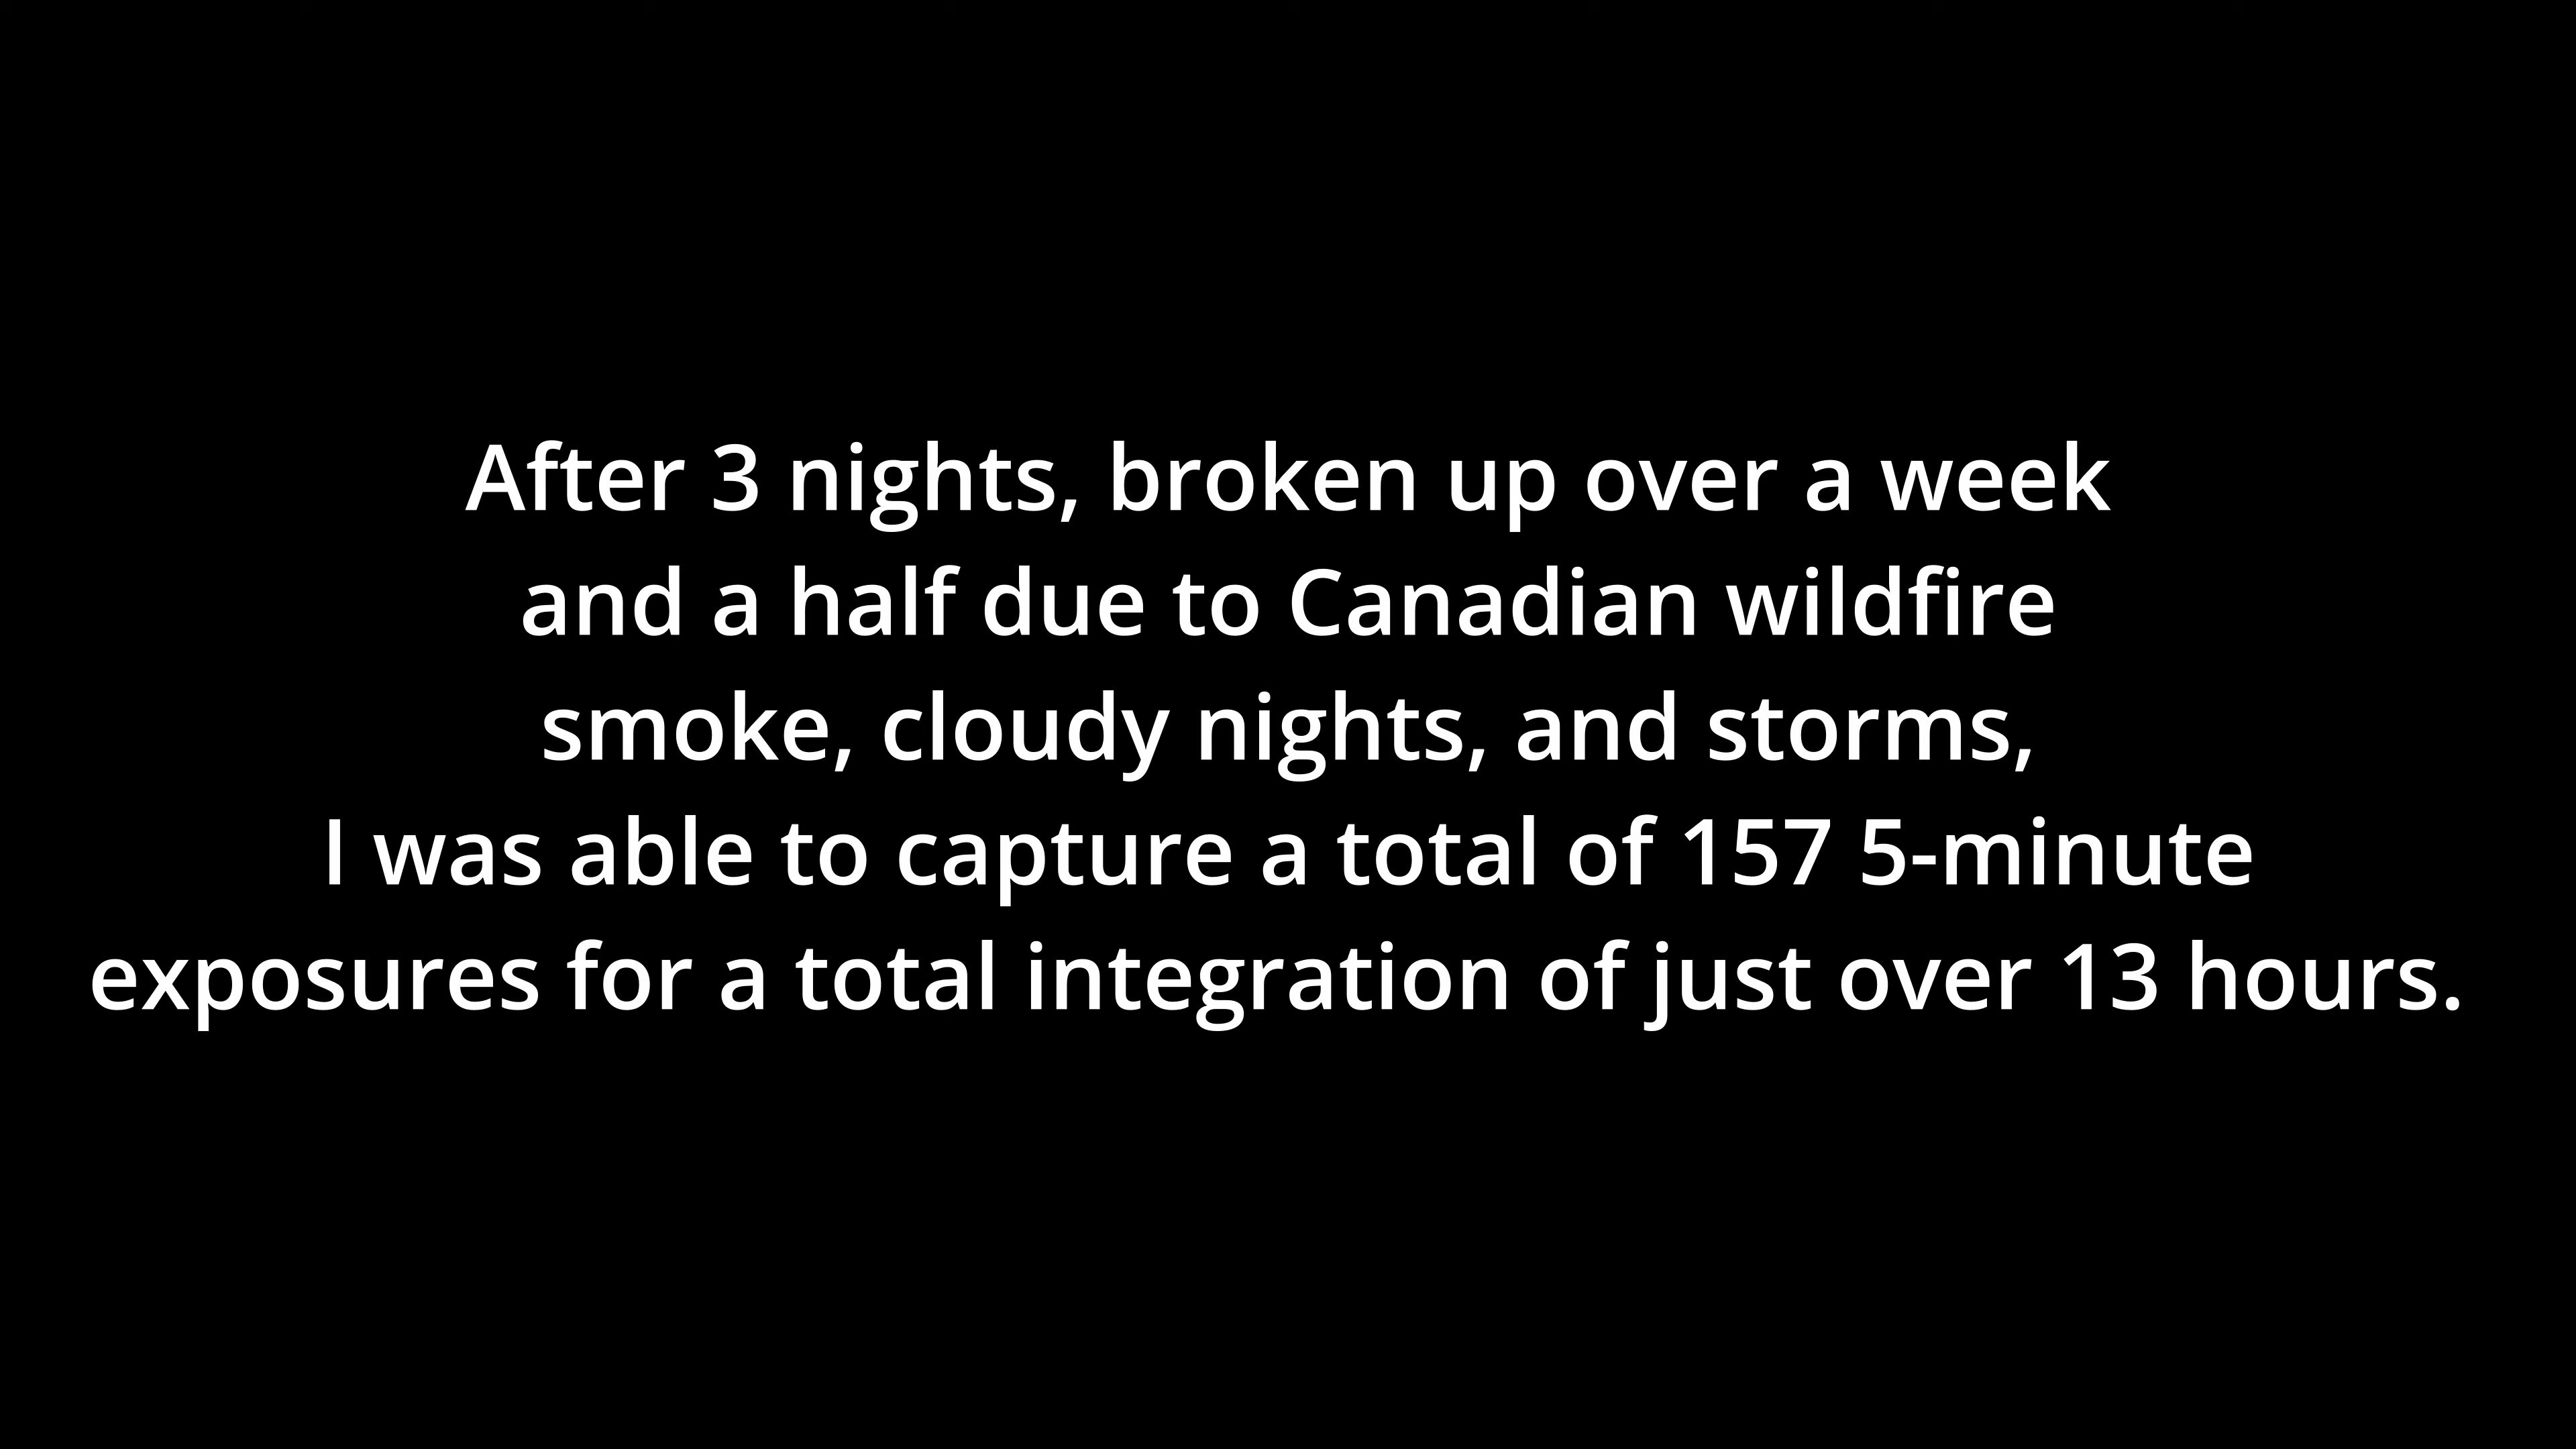 After 3 nights, broken up over a week
and a half due to Canadian wildfire
smoke, cloudy nights, and storms,
I was able to capture a total of 157 5-minute
exposures for a total integration of just over 13 hours.